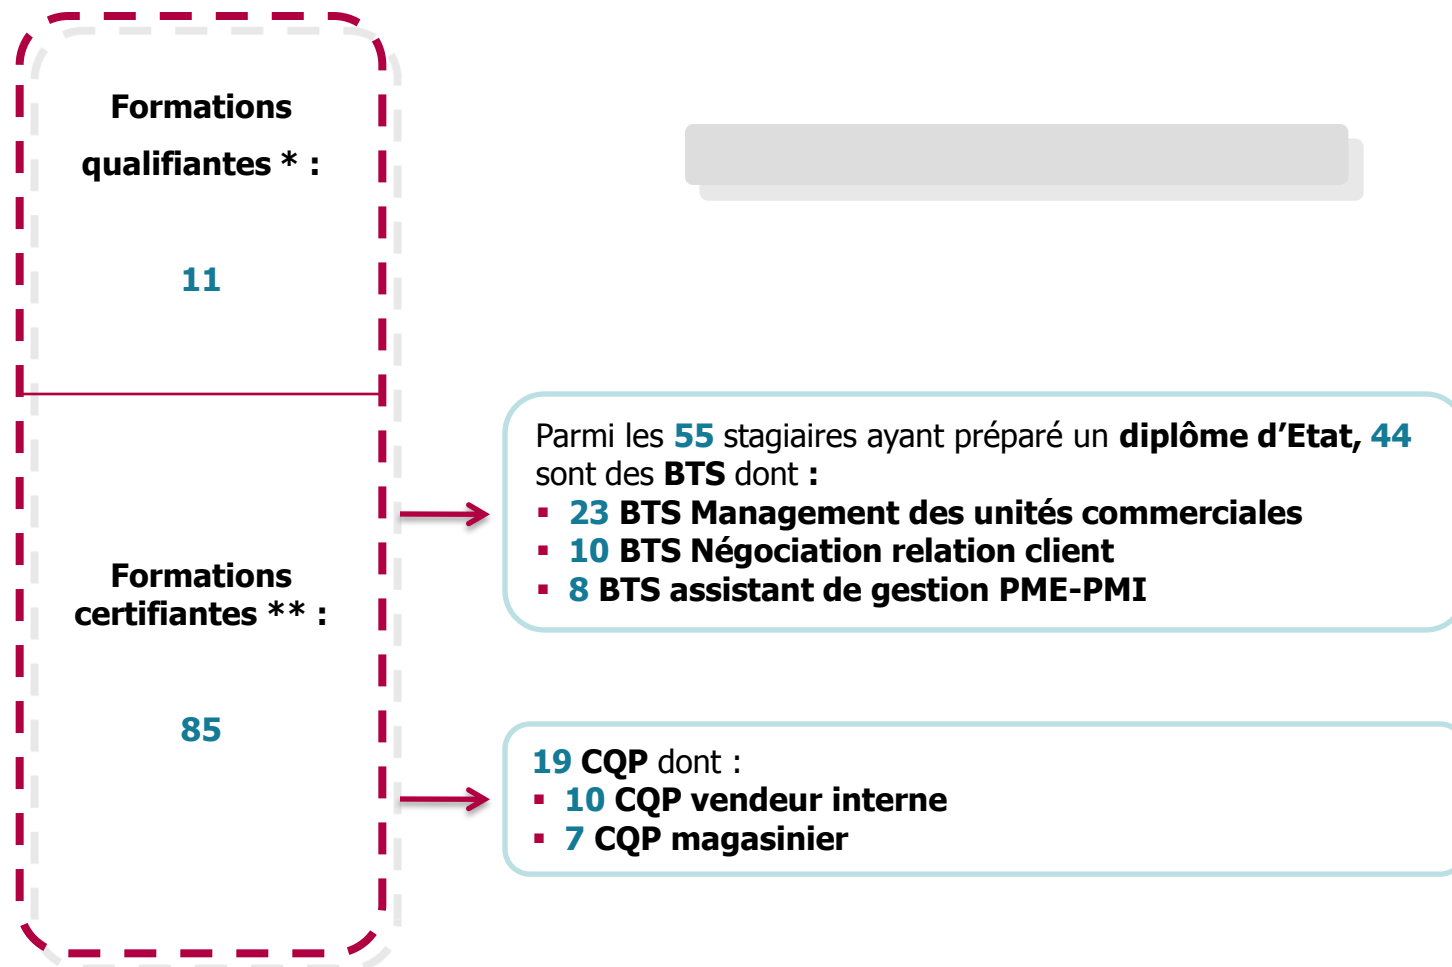 Formations
qualifiantes * :
11
Formations
certifiantes ** :
85
Parmi les 55 stagiaires ayant préparé un diplôme d’Etat, 44
sont des BTS dont :
▪ 23 BTS Management des unités commerciales
▪ 10 BTS Négociation relation client
▪ 8 BTS assistant de gestion PME-PMI
19 CQP dont :
▪ 10 CQP vendeur interne
▪ 7 CQP magasinier